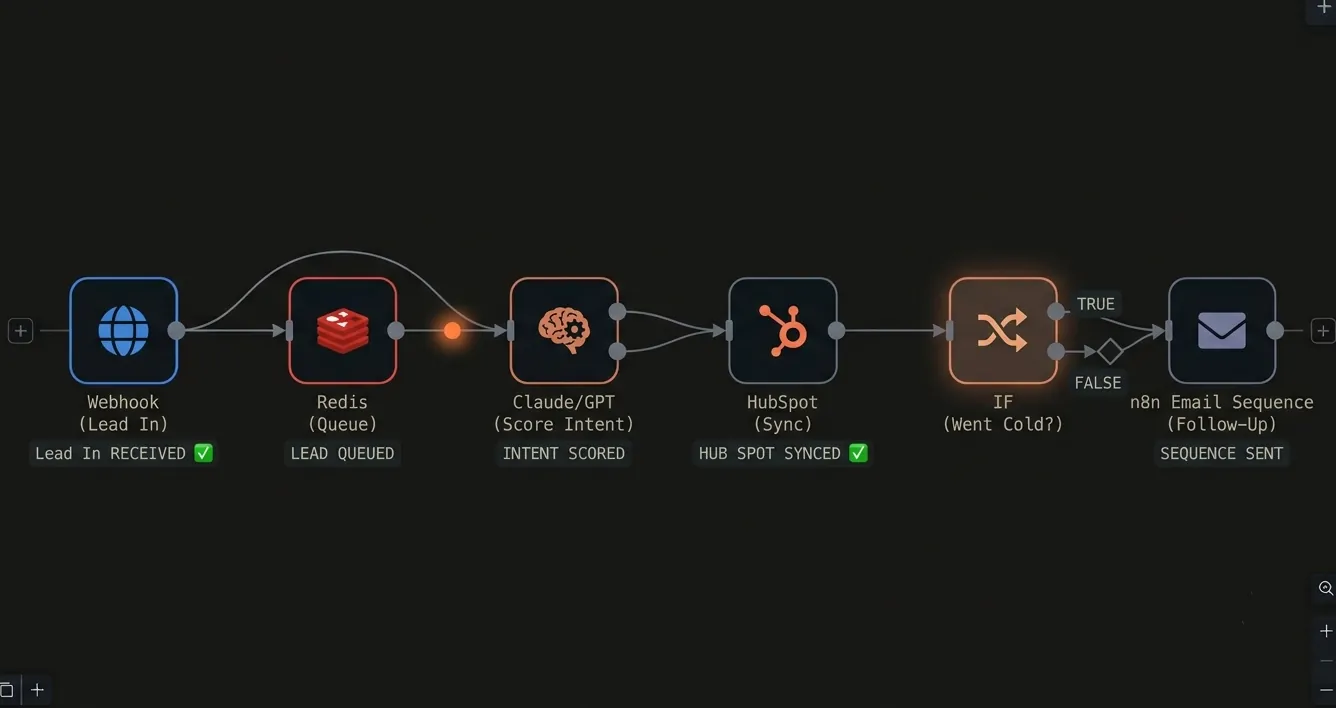 Webhook
(Lead In)
Lead In RECEIVED ✅
Redis
(Queue)
LEAD QUEUED
Claude/GPT
(Score Intent)
INTENT SCORED
HubSpot
(Sync)
HUB SPOT SYNCED ✅
IF
(Went Cold?)
TRUE
FALSE
n8n Email Sequence
(Follow-Up)
SEQUENCE SENT